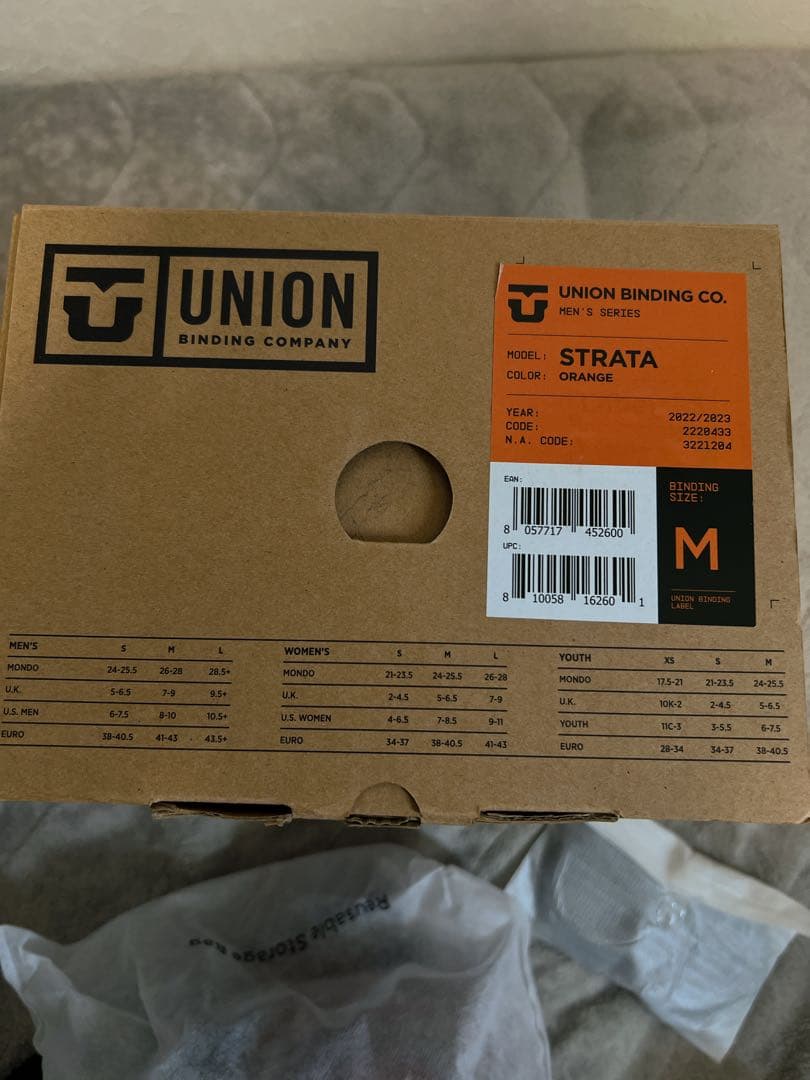 UNION
BINDING COMPANY
UNION BINDING CO.
MEN'S SERIES
MODEL: STRATA
COLOR: ORANGE
YEAR: 2022/2023
CODE: 2220433
N.A. CODE: 3221204
EAN:
8 057717 452600
UPC:
8 10058 16260 1
BINDING
SIZE:
M
UNION BINDING
LABEL
MEN'S S M L
MONDO 24-25.5 26-28 28.5+
U.K. 5-6.5 7-9 9.5+
U.S. MEN 6-7.5 8-10 10.5+
EURO 38-40.5 41-43 43.5+
WOMEN'S S M L
MONDO 21-23.5 24-25.5 26-28
U.K. 2-4.5 5-6.5 7-9
U.S. WOMEN 4-6.5 7-8.5 9-11
EURO 34-37 38-40.5 41-43
YOUTH XS S M
MONDO 17.5-21 21-23.5 24-25.5
U.K. 10K-2 2-4.5 5-6.5
YOUTH 11C-3 3-5.5 6-7.5
EURO 28-34 34-37 38-40.5
Reusable Storage Bag